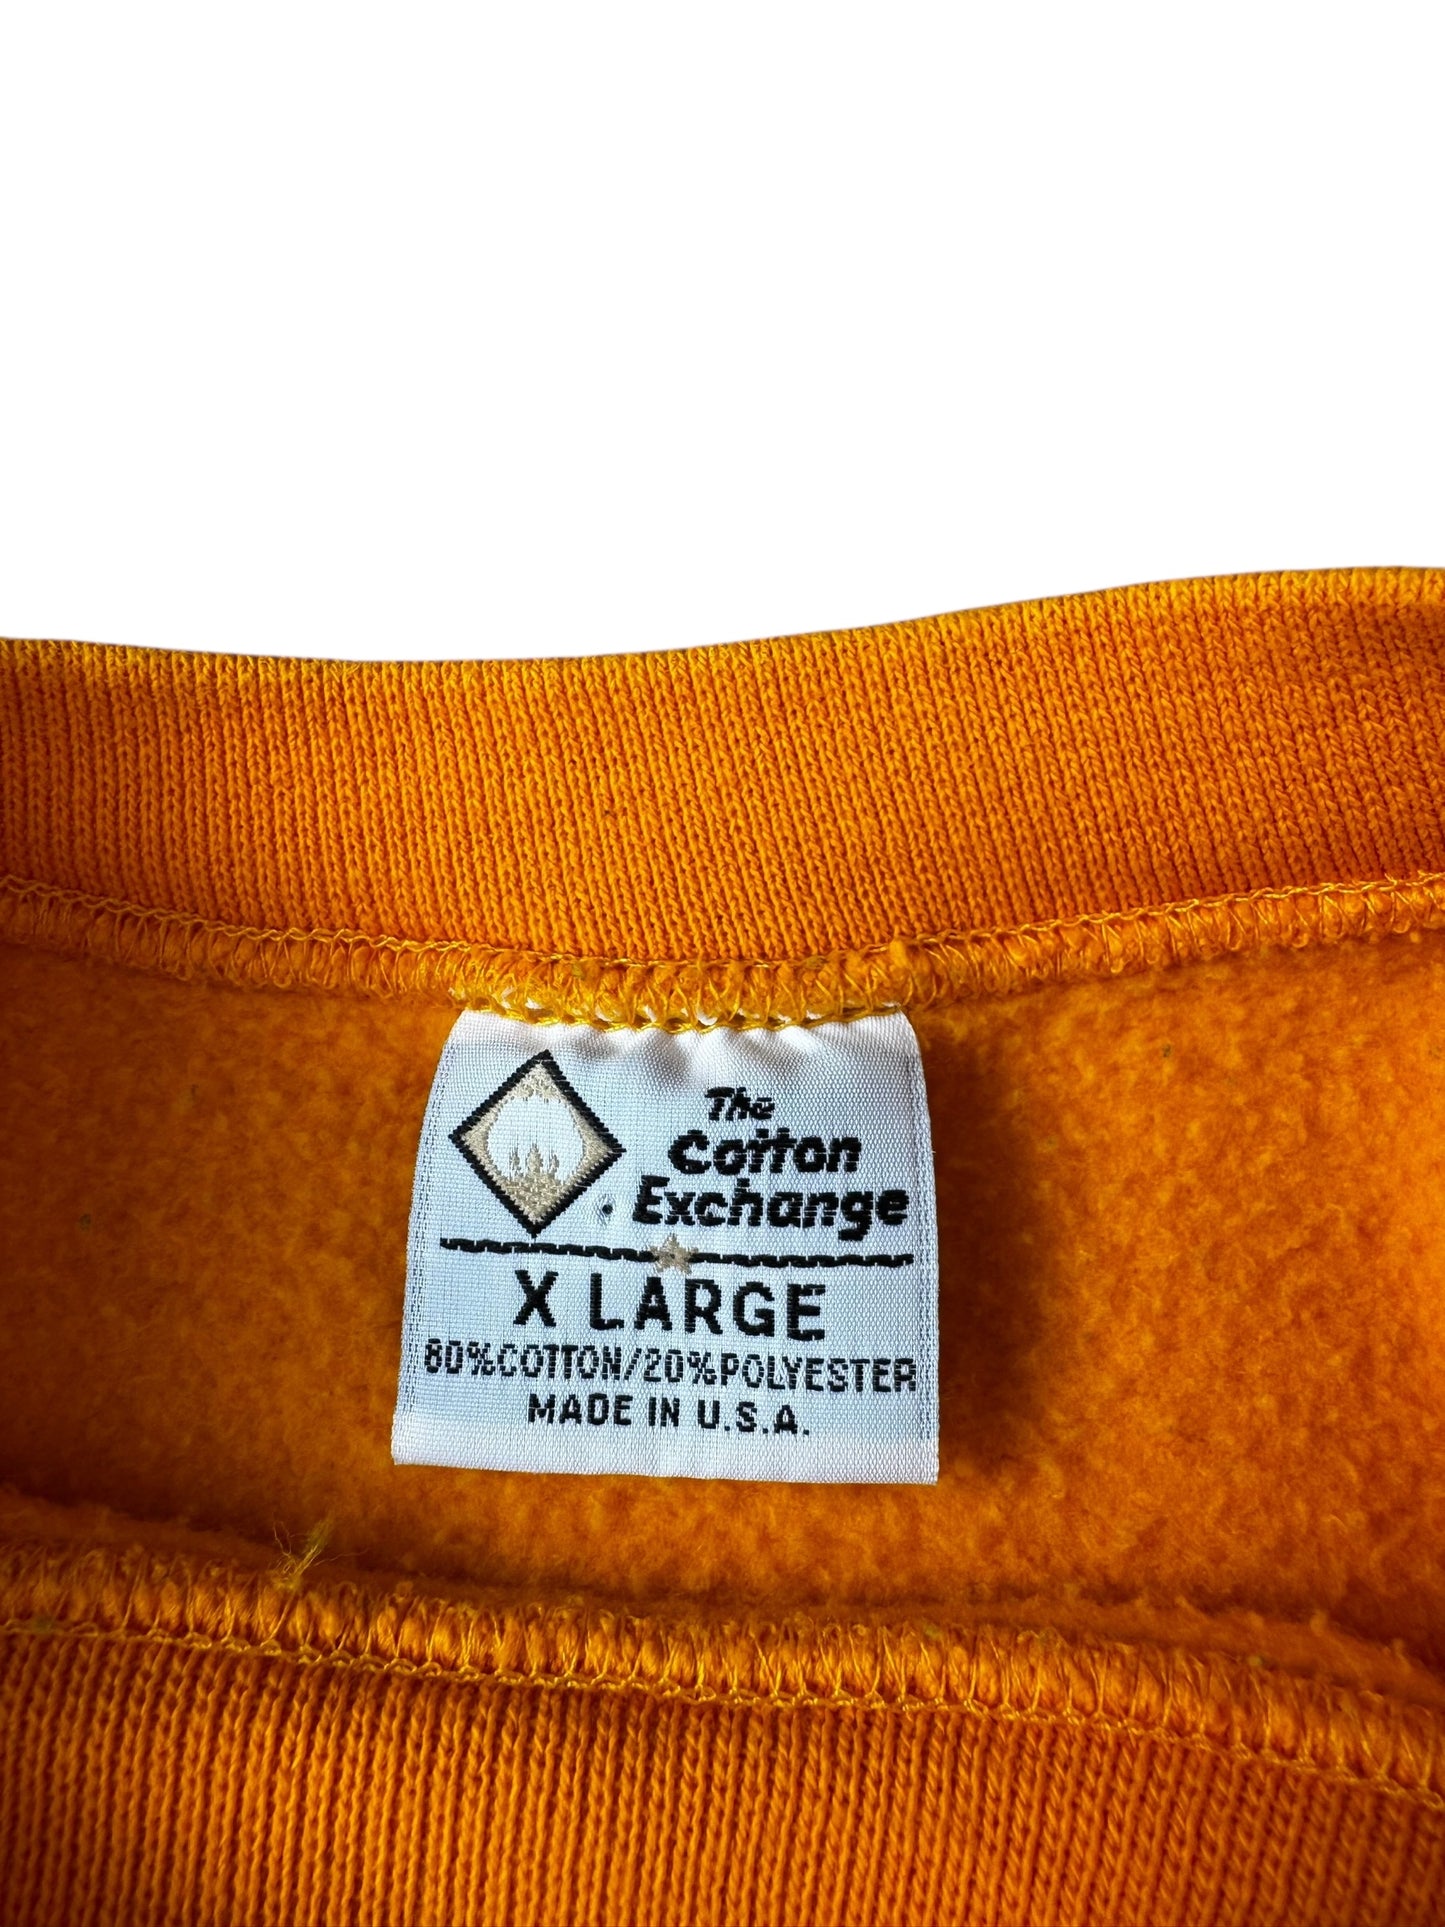 The
Cotton
Exchange
X LARGE
80%COTTON/20%POLYESTER
MADE IN U.S.A.